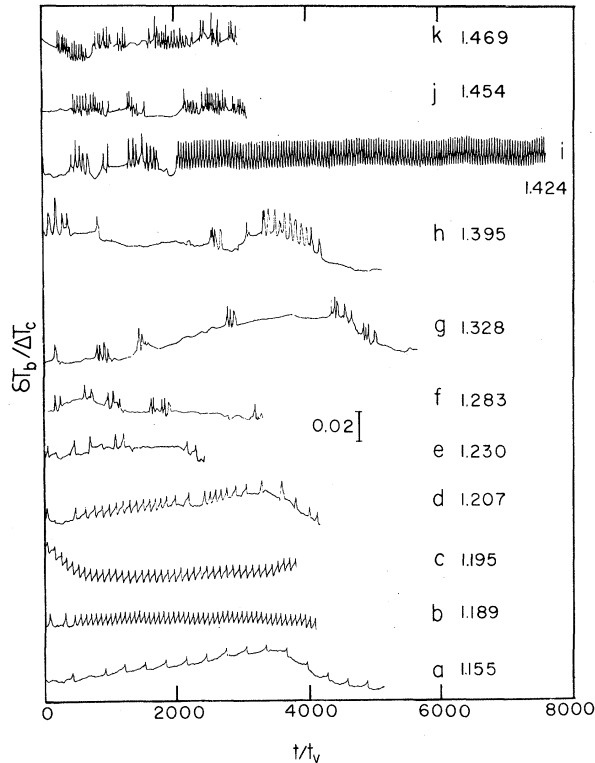 k 1.469
j 1.454
i
1.424
h 1.395
g 1.328
f 1.283
0.02
e 1.230
d 1.207
c 1.195
b 1.189
a 1.155
δT_b/ΔT_c
0 2000 4000 6000 8000
t/t_v